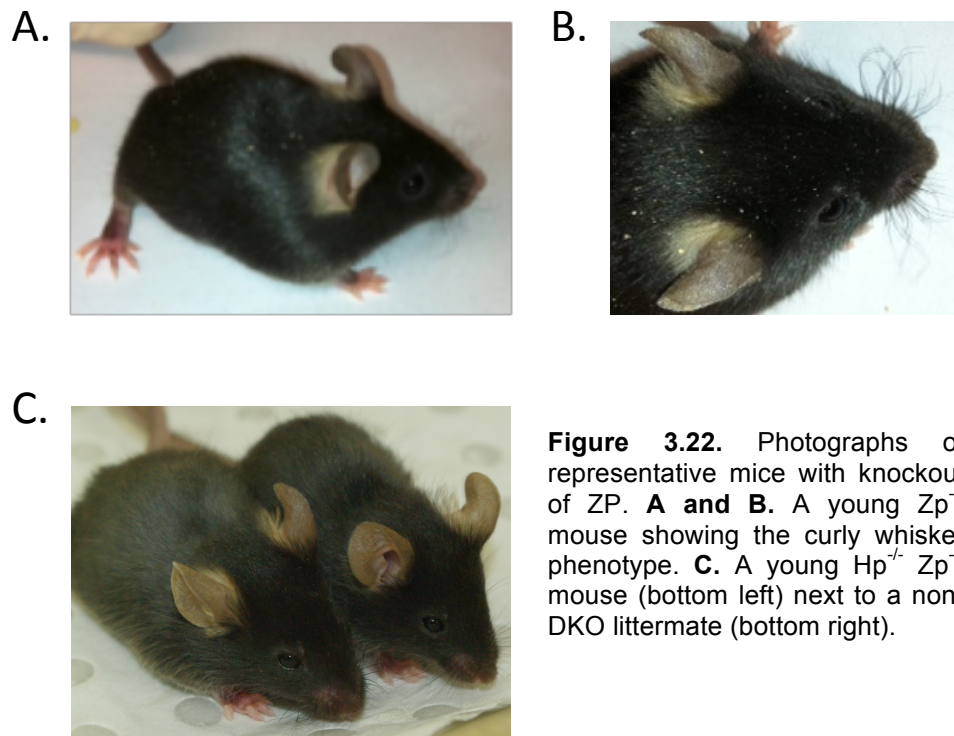 A.
B.
C.
Figure 3.22. Photographs o
representative mice with knockou
of ZP. A and B. A young Zp⁻
mouse showing the curly whiske
phenotype. C. A young Hp⁻/⁻ Zp⁻
mouse (bottom left) next to a non
DKO littermate (bottom right).